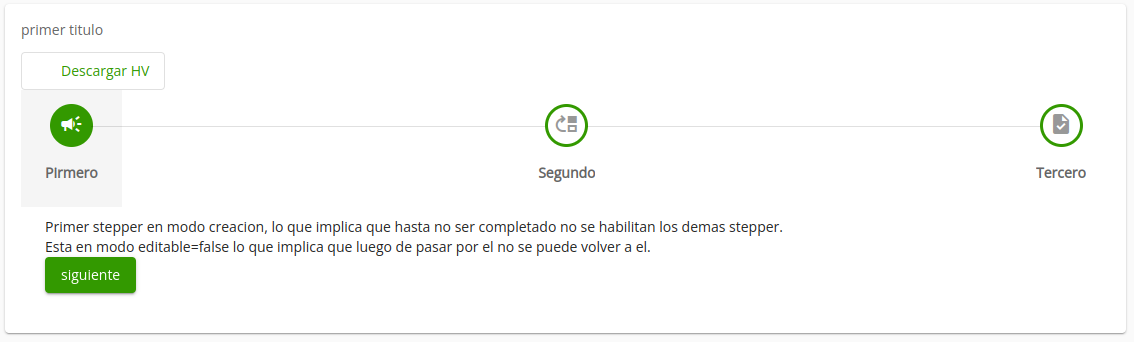 primer titulo
Descargar HV
PIrmero
Segundo
Tercero
Primer stepper en modo creacion, lo que implica que hasta no ser completado no se habilitan los demas stepper.
Esta en modo editable=false lo que implica que luego de pasar por el no se puede volver a el.
siguiente